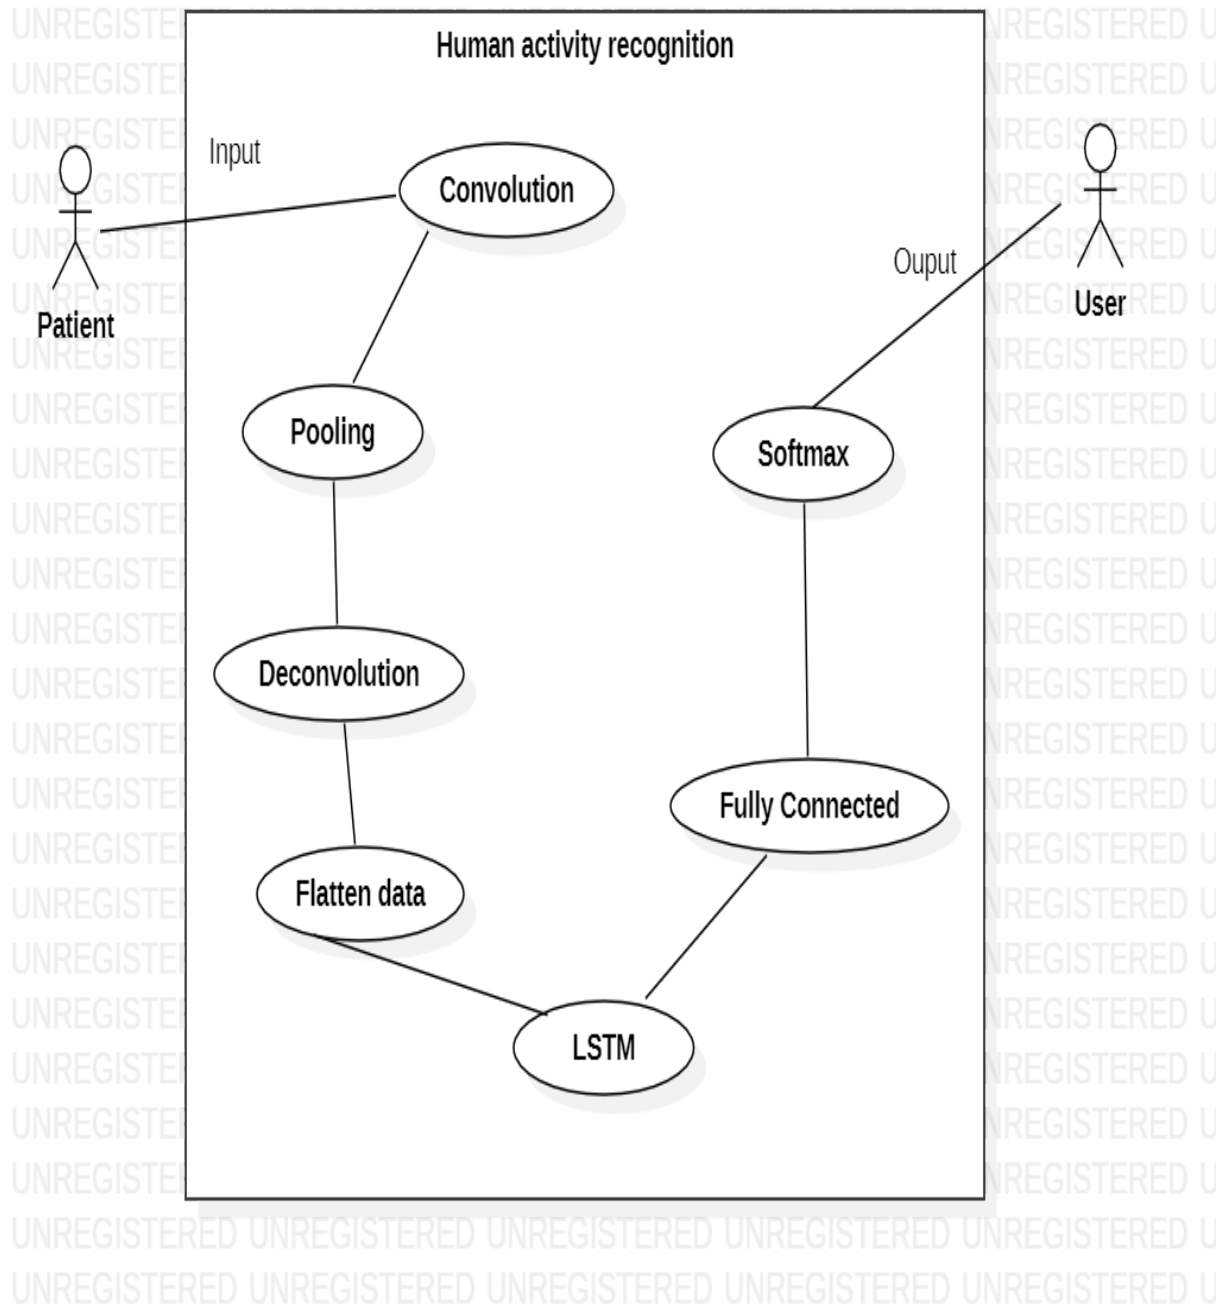 Human activity recognition
Input
Convolution
Patient
Ouput
User
Pooling
Softmax
Deconvolution
Fully Connected
Flatten data
LSTM
UNREGISTERED UNREGISTERED UNREGISTERED UNREGISTERED UNREGISTERED U
UNREGISTERED UNREGISTERED UNREGISTERED UNREGISTERED UNREGISTERED U